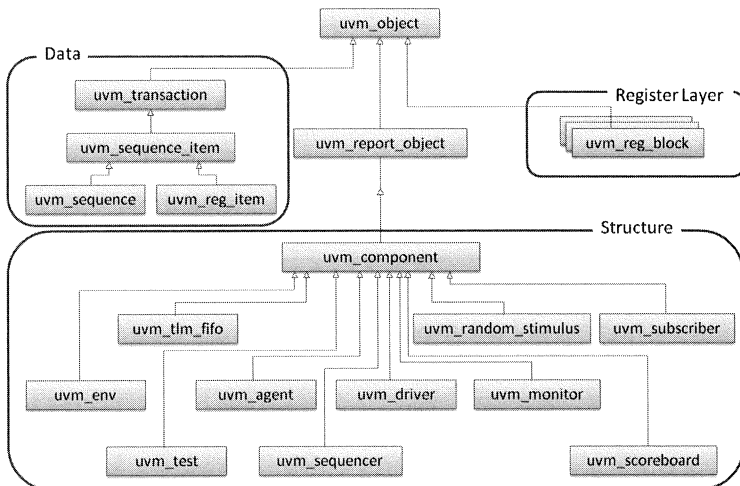 uvm_object
Data
uvm_transaction
uvm_sequence_item
uvm_sequence
uvm_reg_item
uvm_report_object
Register Layer
uvm_reg_block
Structure
uvm_component
uvm_tlm_fifo
uvm_random_stimulus
uvm_subscriber
uvm_env
uvm_agent
uvm_driver
uvm_monitor
uvm_test
uvm_sequencer
uvm_scoreboard